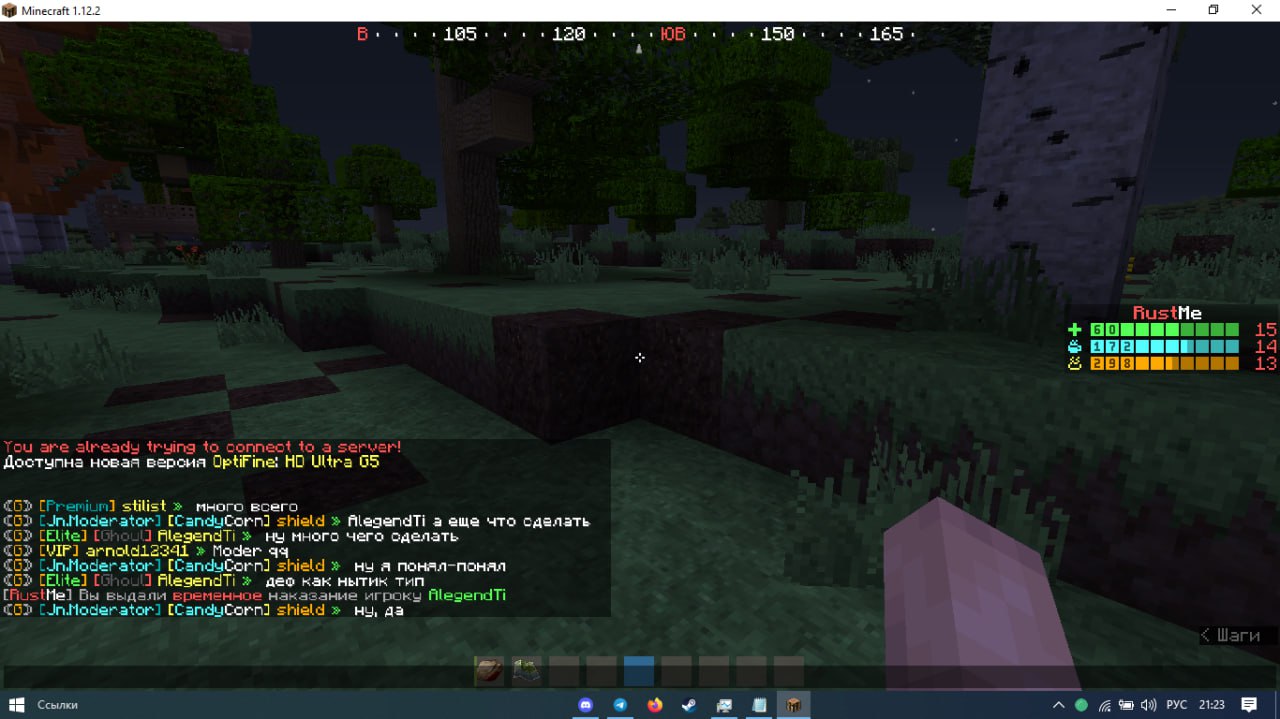 Minecraft 1.12.2
В · · · · 105 · · · · 120 · · · · ЮВ · · · · 150 · · · · 165 ·
RustMe
60 15
172 14
298 13
You are already trying to connect to a server!
Доступна новая версия OptiFine: HD Ultra G5
《G》 [Premium] stilist » много всего
《G》 [Jn.Moderator] [CandyCorn] shield » AlegendTi а еще что сделать
《G》 [Elite] [Ghoul] AlegendTi » ну много чего сделать
《G》 [VIP] arnold12341 » Moder qq
《G》 [Jn.Moderator] [CandyCorn] shield » ну я понял-понял
《G》 [Elite] [Ghoul] AlegendTi » деф как нытик тип
[RustMe] Вы выдали временное наказание игроку AlegendTi
《G》 [Jn.Moderator] [CandyCorn] shield » ну, да
< Шаги
Ссылки
РУС 21:23